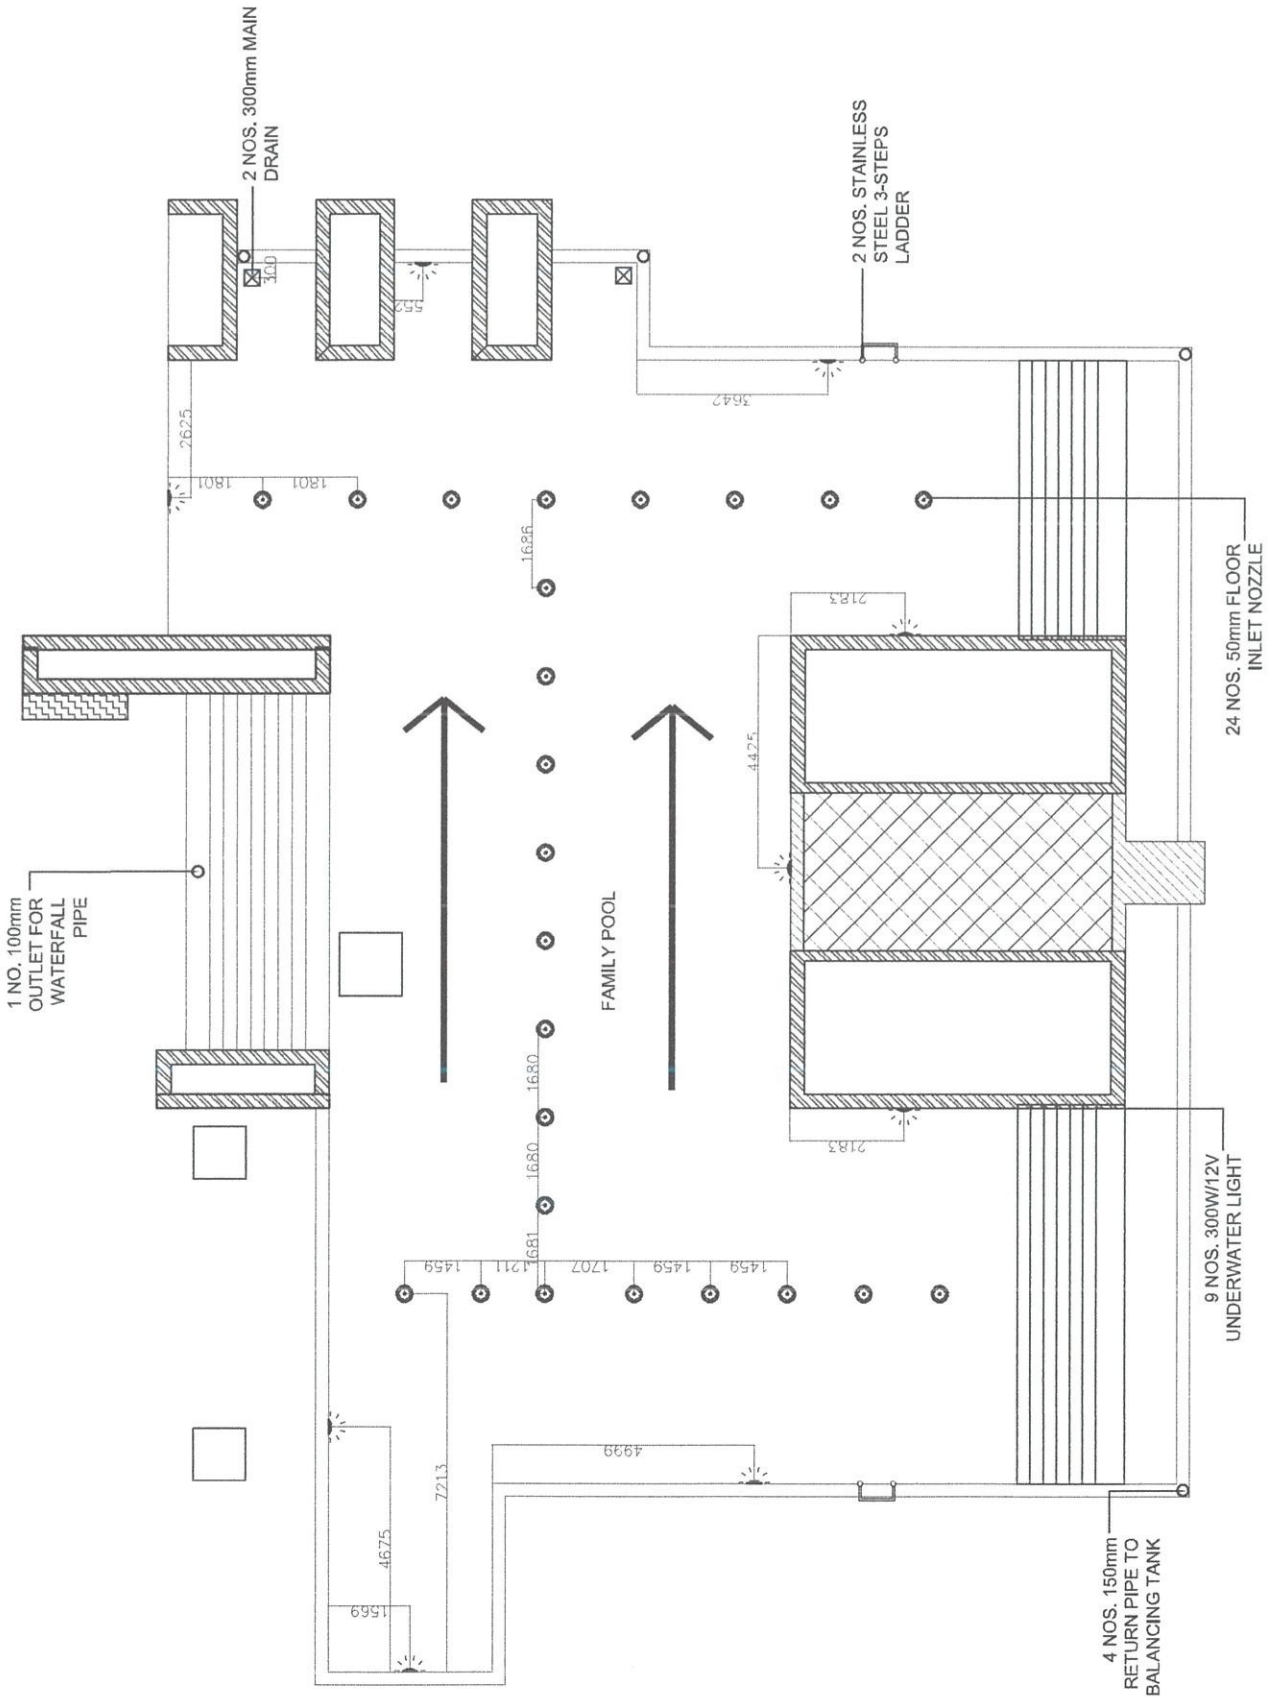 1 NO. 100mm
OUTLET FOR
WATERFALL
PIPE
2 NOS. 300mm MAIN
DRAIN
300
552
2 NOS. STAINLESS
STEEL 3-STEPS
LADDER
2625
1801
1801
3642
1686
2183
4425
24 NOS. 50mm FLOOR
INLET NOZZLE
FAMILY POOL
1680
1680
1681
1459
1211
1707
1459
1459
2183
9 NOS. 300W/12V
UNDERWATER LIGHT
7213
4675
1569
4999
4 NOS. 150mm
RETURN PIPE TO
BALANCING TANK